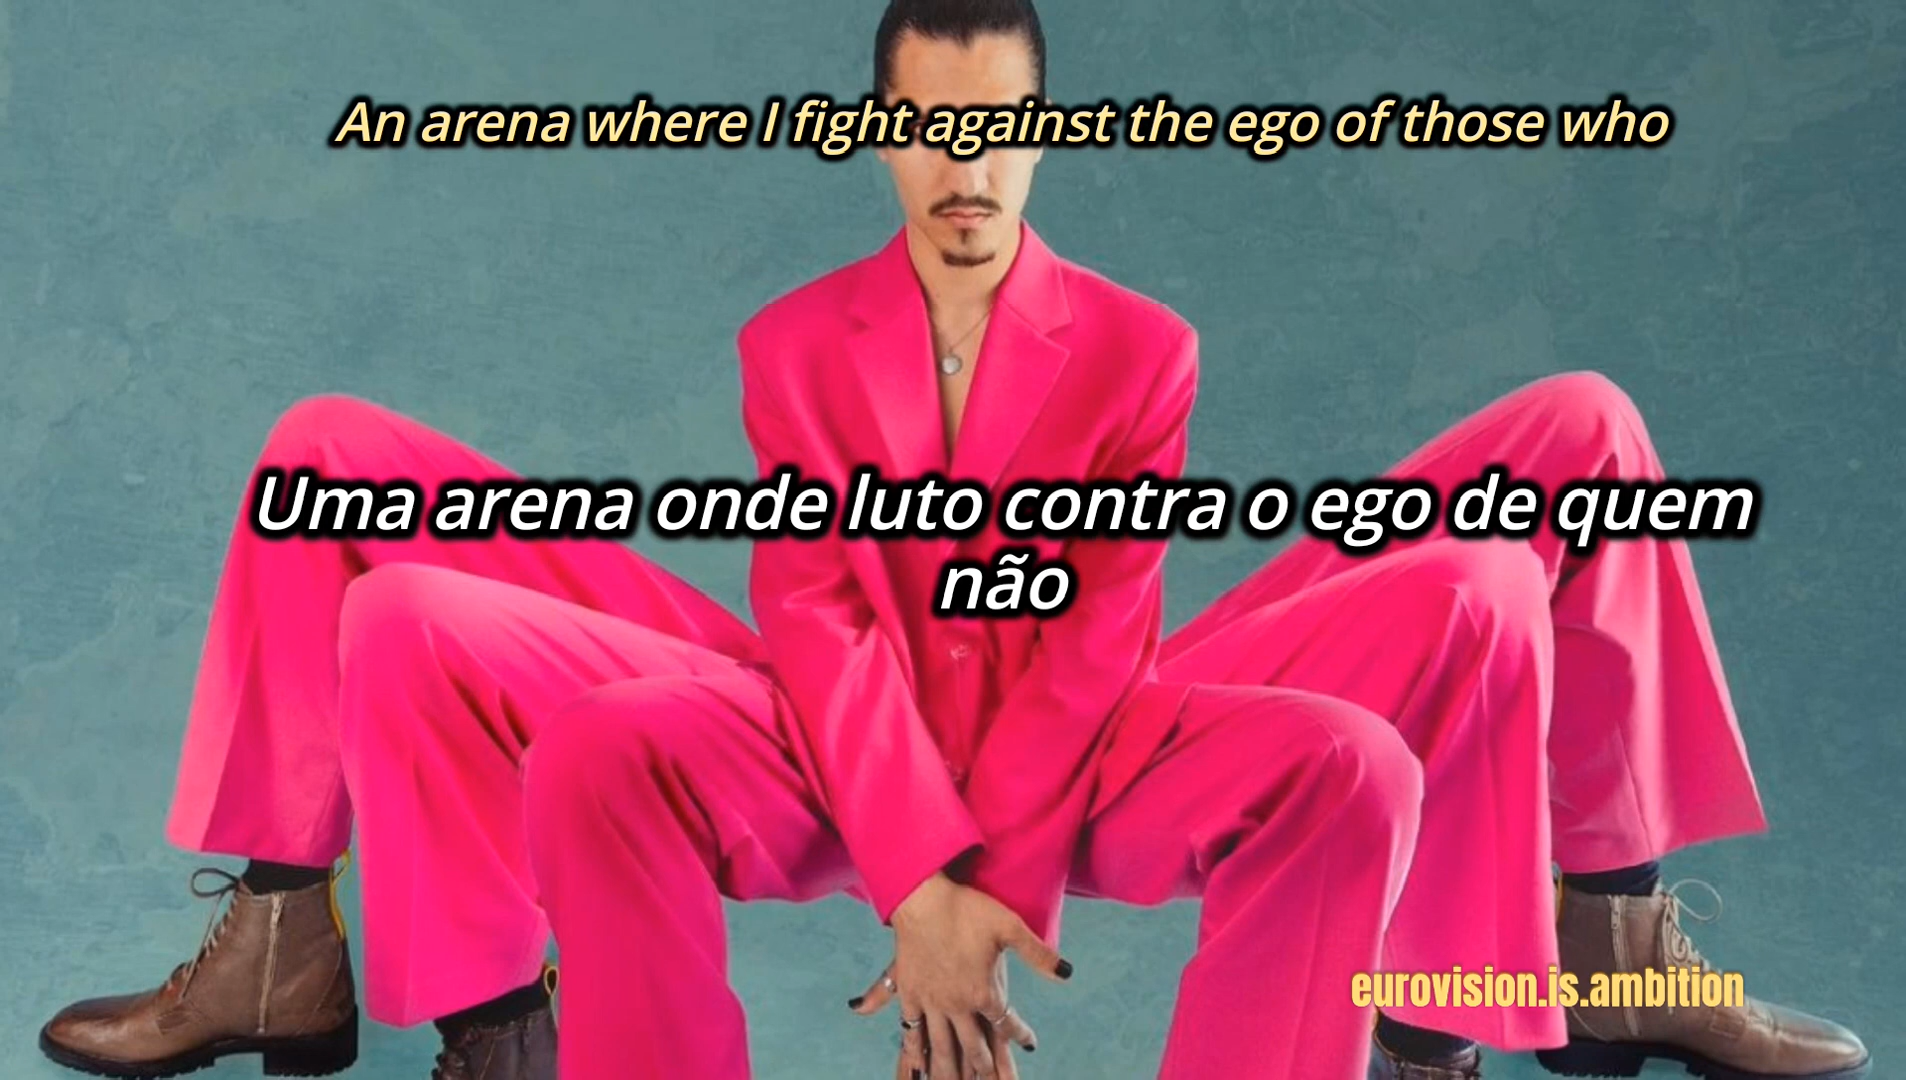 An arena where I fight against the ego of those who
Uma arena onde luto contra o ego de quem
não
eurovision.is.ambition